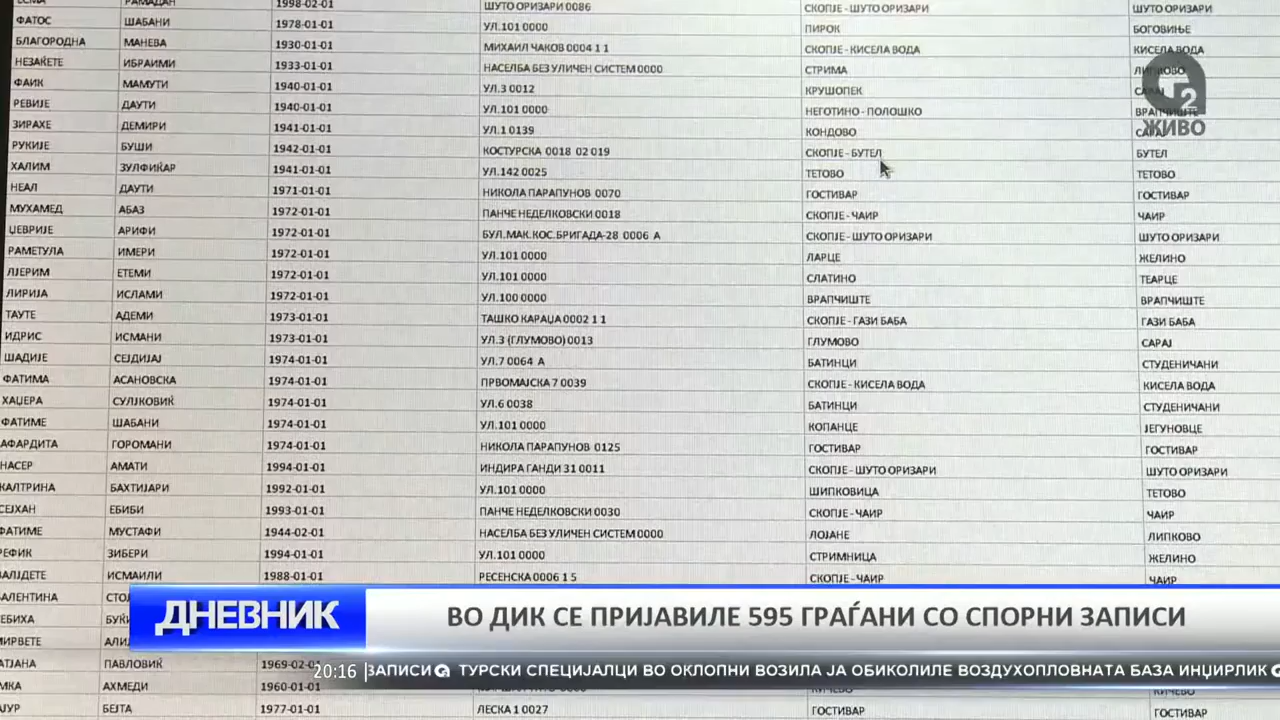 РАМАДАН 1998-02-01 ШУТО ОРИЗАРИ 0086 СКОПЈЕ - ШУТО ОРИЗАРИ ШУТО ОРИЗАРИ
ФАТОС ШАБАНИ 1978-01-01 УЛ.101 0000 ПИРОК БОГОВИЊЕ
БЛАГОРОДНА МАНЕВА 1930-01-01 МИХАИЛ ЧАКОВ 0004 1 1 СКОПЈЕ - КИСЕЛА ВОДА КИСЕЛА ВОДА
НЕЗАЌЕТЕ ИБРАИМИ 1933-01-01 НАСЕЛБА БЕЗ УЛИЧЕН СИСТЕМ 0000 СТРИМА ЛИПКОВО
ФАИК МАМУТИ 1940-01-01 УЛ.3 0012 КРУШОПЕК САРАЈ
РЕВИЈЕ ДАУТИ 1940-01-01 УЛ.101 0000 НЕГОТИНО - ПОЛОШКО ВРАПЧИШТЕ
ЗИРАХЕ ДЕМИРИ 1941-01-01 УЛ.1 0139 КОНДОВО САРАЈ
РУКИЈЕ БУШИ 1942-01-01 КОСТУРСКА 0018 02 019 СКОПЈЕ - БУТЕЛ БУТЕЛ
ХАЛИМ ЗУЛФИЌАР 1941-01-01 УЛ.142 0025 ТЕТОВО ТЕТОВО
НЕАЛ ДАУТИ 1971-01-01 НИКОЛА ПАРАПУНОВ 0070 ГОСТИВАР ГОСТИВАР
МУХАМЕД АБАЗ 1972-01-01 ПАНЧЕ НЕДЕЛКОВСКИ 0018 СКОПЈЕ - ЧАИР ЧАИР
ЏЕВРИЈЕ АРИФИ 1972-01-01 БУЛ.МАК.КОС.БРИГАДА-28 0006 А СКОПЈЕ - ШУТО ОРИЗАРИ ШУТО ОРИЗАРИ
РАМЕТУЛА ИМЕРИ 1972-01-01 УЛ.101 0000 ЛАРЦЕ ЖЕЛИНО
ЛЈЕРИМ ЕТЕМИ 1972-01-01 УЛ.101 0000 СЛАТИНО ТЕАРЦЕ
ЛИРИЈА ИСЛАМИ 1972-01-01 УЛ.100 0000 ВРАПЧИШТЕ ВРАПЧИШТЕ
ТАУТЕ АДЕМИ 1973-01-01 ТАШКО КАРАЏА 0002 1 1 СКОПЈЕ - ГАЗИ БАБА ГАЗИ БАБА
ИДРИС ИСМАНИ 1973-01-01 УЛ.3 (ГЛУМОВО) 0013 ГЛУМОВО САРАЈ
ШАДИЈЕ СЕЈДИЈАЈ 1974-01-01 УЛ.7 0064 А БАТИНЦИ СТУДЕНИЧАНИ
ФАТИМА АСАНОВСКА 1974-01-01 ПРВОМАЈСКА 7 0039 СКОПЈЕ - КИСЕЛА ВОДА КИСЕЛА ВОДА
ХАЏЕРА СУЛЈКОВИЌ 1974-01-01 УЛ.6 0038 БАТИНЦИ СТУДЕНИЧАНИ
ФАТИМЕ ШАБАНИ 1974-01-01 УЛ.101 0000 КОПАНЦЕ ЈЕГУНОВЦЕ
АФАРДИТА ГОРОМАНИ 1974-01-01 НИКОЛА ПАРАПУНОВ 0125 ГОСТИВАР ГОСТИВАР
НАСЕР АМАТИ 1994-01-01 ИНДИРА ГАНДИ 31 0011 СКОПЈЕ - ШУТО ОРИЗАРИ ШУТО ОРИЗАРИ
КАЛТРИНА БАХТИЈАРИ 1992-01-01 УЛ.101 0000 ШИПКОВИЦА ТЕТОВО
СЕЈХАН ЕБИБИ 1993-01-01 ПАНЧЕ НЕДЕЛКОВСКИ 0030 СКОПЈЕ - ЧАИР ЧАИР
ФАТИМЕ МУСТАФИ 1944-02-01 НАСЕЛБА БЕЗ УЛИЧЕН СИСТЕМ 0000 ЛОЈАНЕ ЛИПКОВО
РЕФИК ЗИБЕРИ 1994-01-01 УЛ.101 0000 СТРИМНИЦА ЖЕЛИНО
ИСМАИЛИ 1988-01-01 РЕСЕНСКА 0006 1 5 СКОПЈЕ - ЧАИР ЧАИР
2
ЖИВО
ДНЕВНИК
ВО ДИК СЕ ПРИЈАВИЛЕ 595 ГРАЃАНИ СО СПОРНИ ЗАПИСИ
ПАВЛОВИЌ 1969-02-
20:16 ЗАПИСИ ТУРСКИ СПЕЦИЈАЛЦИ ВО ОКЛОПНИ ВОЗИЛА ЈА ОБИКОЛИЛЕ ВОЗДУХОПЛОВНАТА БАЗА ИНЏИРЛИК
АХМЕДИ 1960-01-01 КИЧЕВО КИЧЕВО
БЕЈТА 1977-01-01 ЛЕСКА 1 0027 ГОСТИВАР ГОСТИВАР